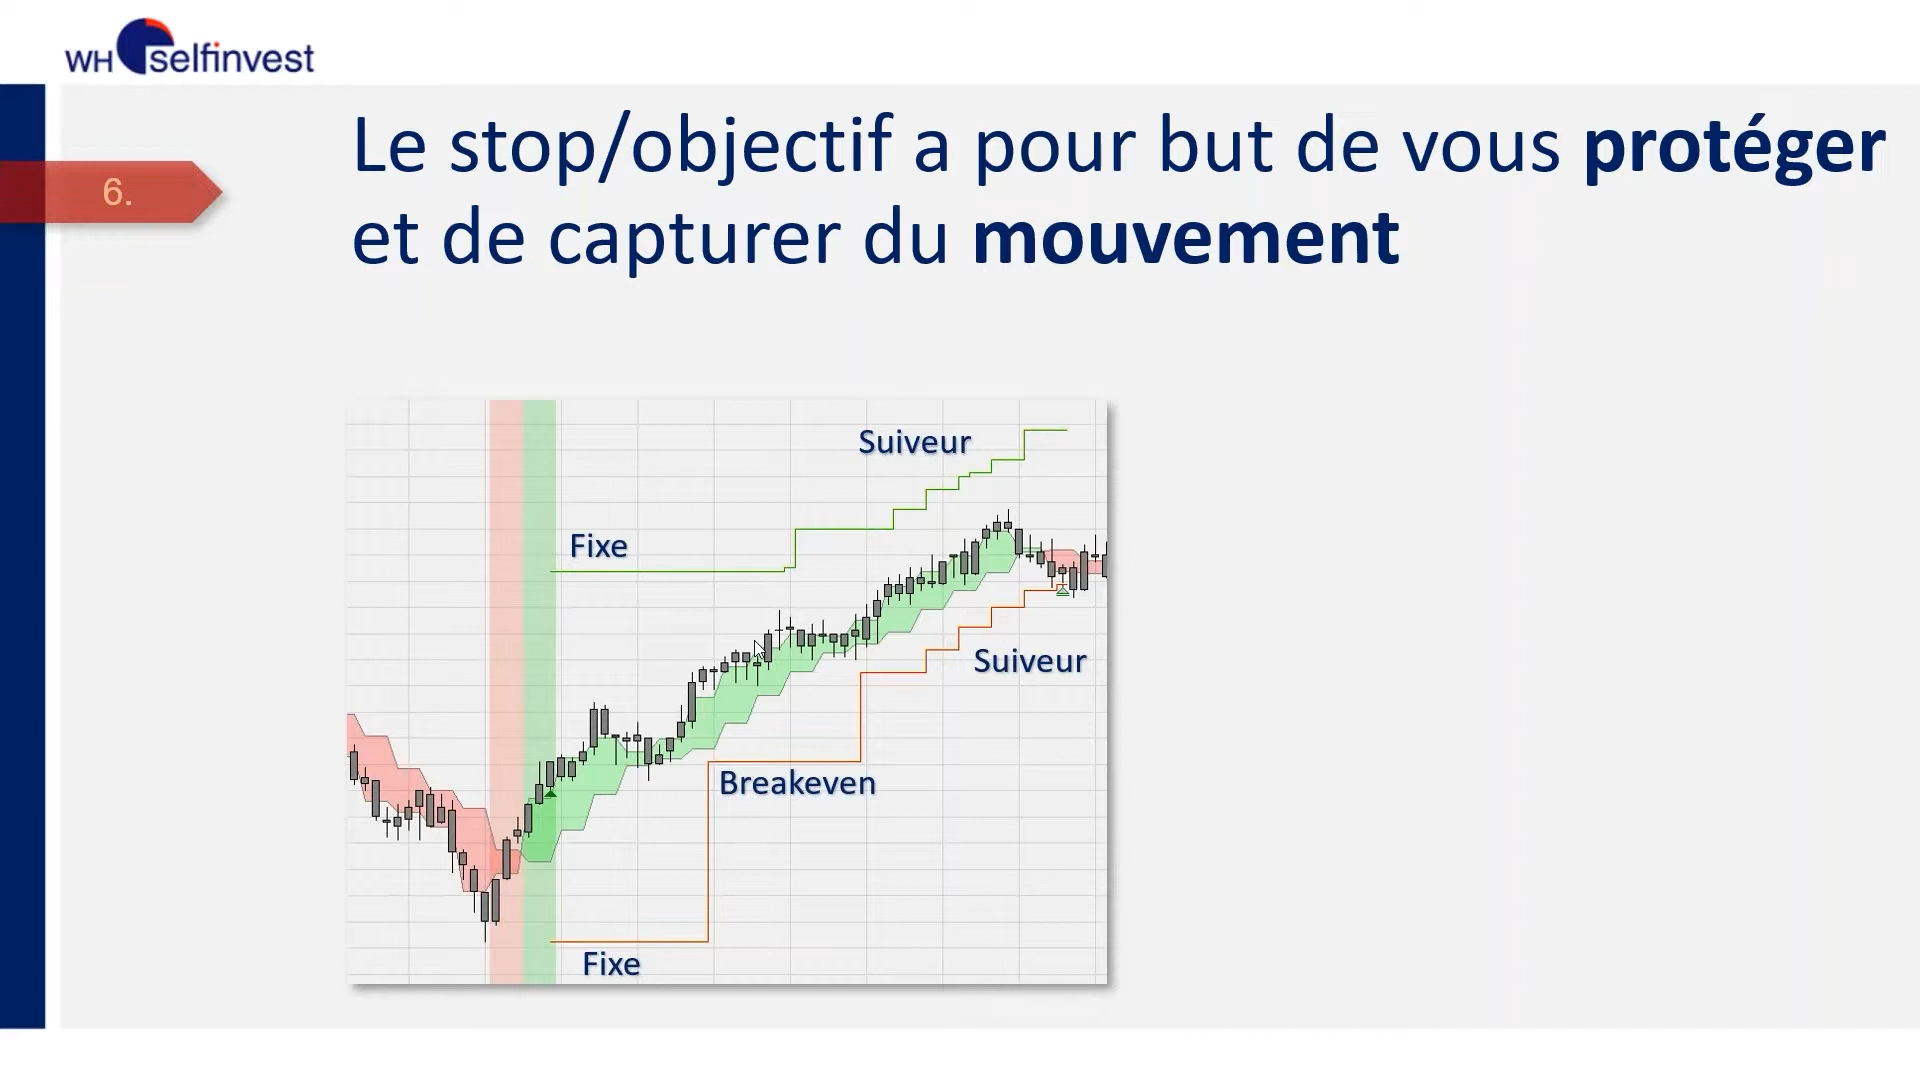 WH selfinvest
6.
Le stop/objectif a pour but de vous protéger
et de capturer du mouvement
Suiveur
Fixe
Suiveur
Breakeven
Fixe